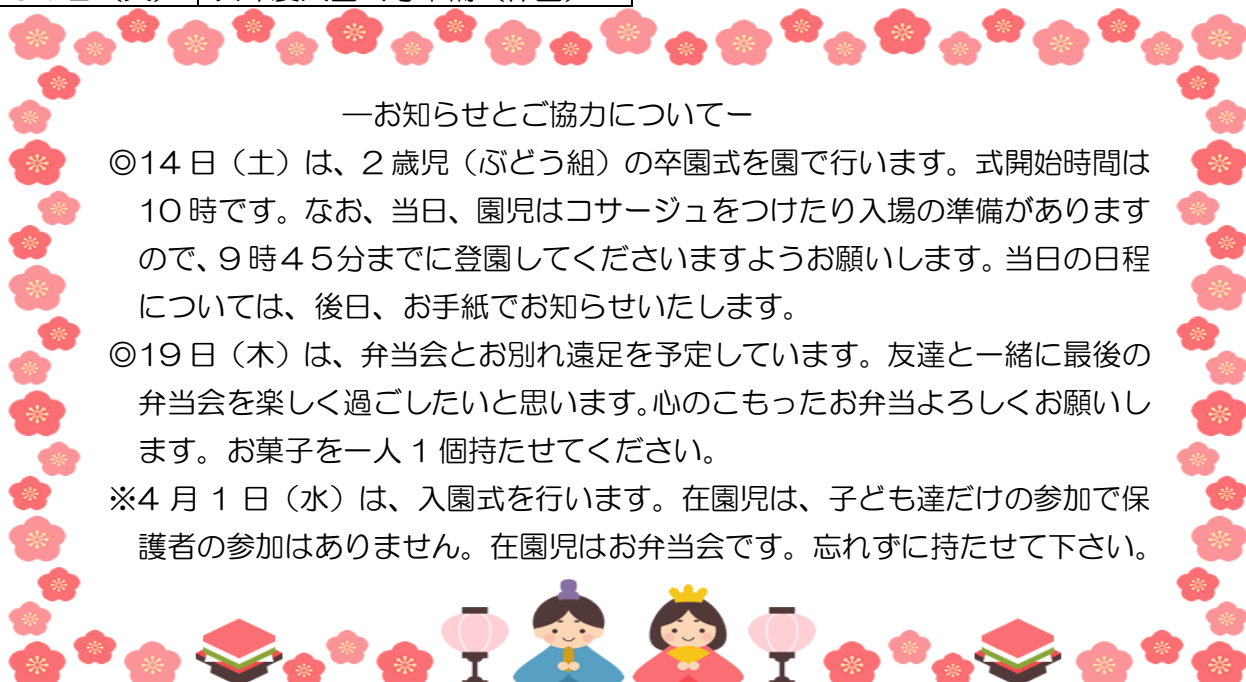 ―お知らせとご協力についてー
◎14日（土）は、2歳児（ぶどう組）の卒園式を園で行います。式開始時間は
10時です。なお、当日、園児はコサージュをつけたり入場の準備があります
ので、9時45分までに登園してくださいますようお願いします。当日の日程
については、後日、お手紙でお知らせいたします。
◎19日（木）は、弁当会とお別れ遠足を予定しています。友達と一緒に最後の
弁当会を楽しく過ごしたいと思います。心のこもったお弁当よろしくお願いし
ます。お菓子を一人1個持たせてください。
※4月1日（水）は、入園式を行います。在園児は、子ども達だけの参加で保
護者の参加はありません。在園児はお弁当会です。忘れずに持たせて下さい。